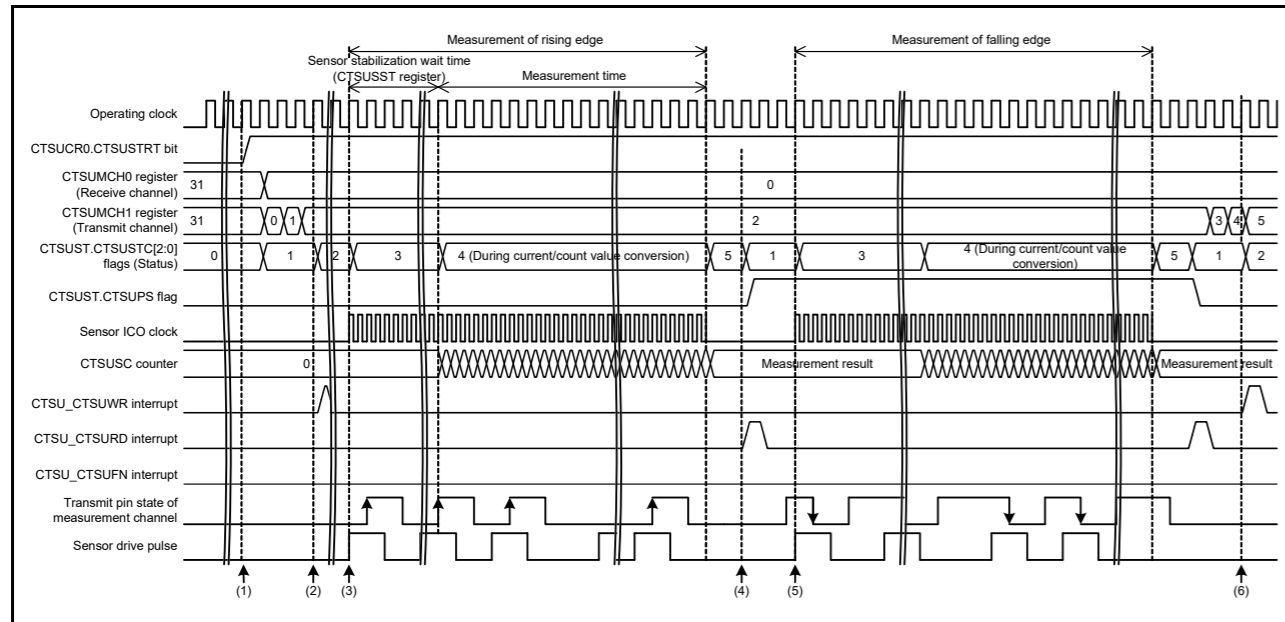 Measurement of rising edge
Measurement of falling edge
Sensor stabilization wait time
(CTSUSST register)
Measurement time
Operating clock
CTSUCR0.CTSUSTRT bit
CTSUMCH0 register
(Receive channel)
31
0
CTSUMCH1 register
(Transmit channel)
31
0
1
2
3
4
5
CTSUST.CTSUSTC[2:0]
flags (Status)
0
1
2
3
4 (During current/count value conversion)
5
1
3
4 (During current/count value
conversion)
5
1
2
CTSUST.CTSUPS flag
Sensor ICO clock
CTSUSC counter
0
Measurement result
Measurement result
CTSU_CTSUWR interrupt
CTSU_CTSURD interrupt
CTSU_CTSUFN interrupt
Transmit pin state of
measurement channel
Sensor drive pulse
(1)
(2)
(3)
(4)
(5)
(6)